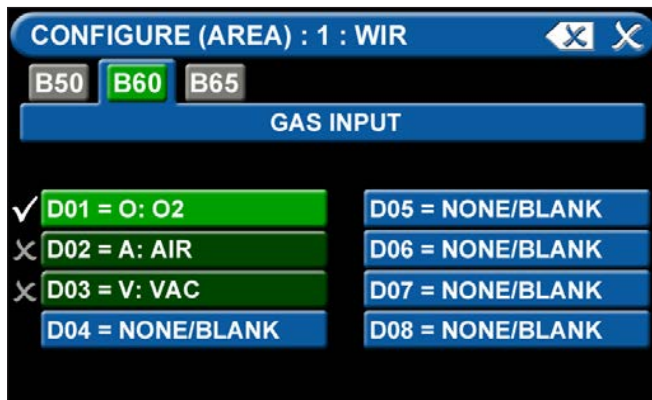 CONFIGURE (AREA) : 1 : WIR
B50 B60 B65
GAS INPUT
D01 = O: O2
D02 = A: AIR
D03 = V: VAC
D04 = NONE/BLANK
D05 = NONE/BLANK
D06 = NONE/BLANK
D07 = NONE/BLANK
D08 = NONE/BLANK